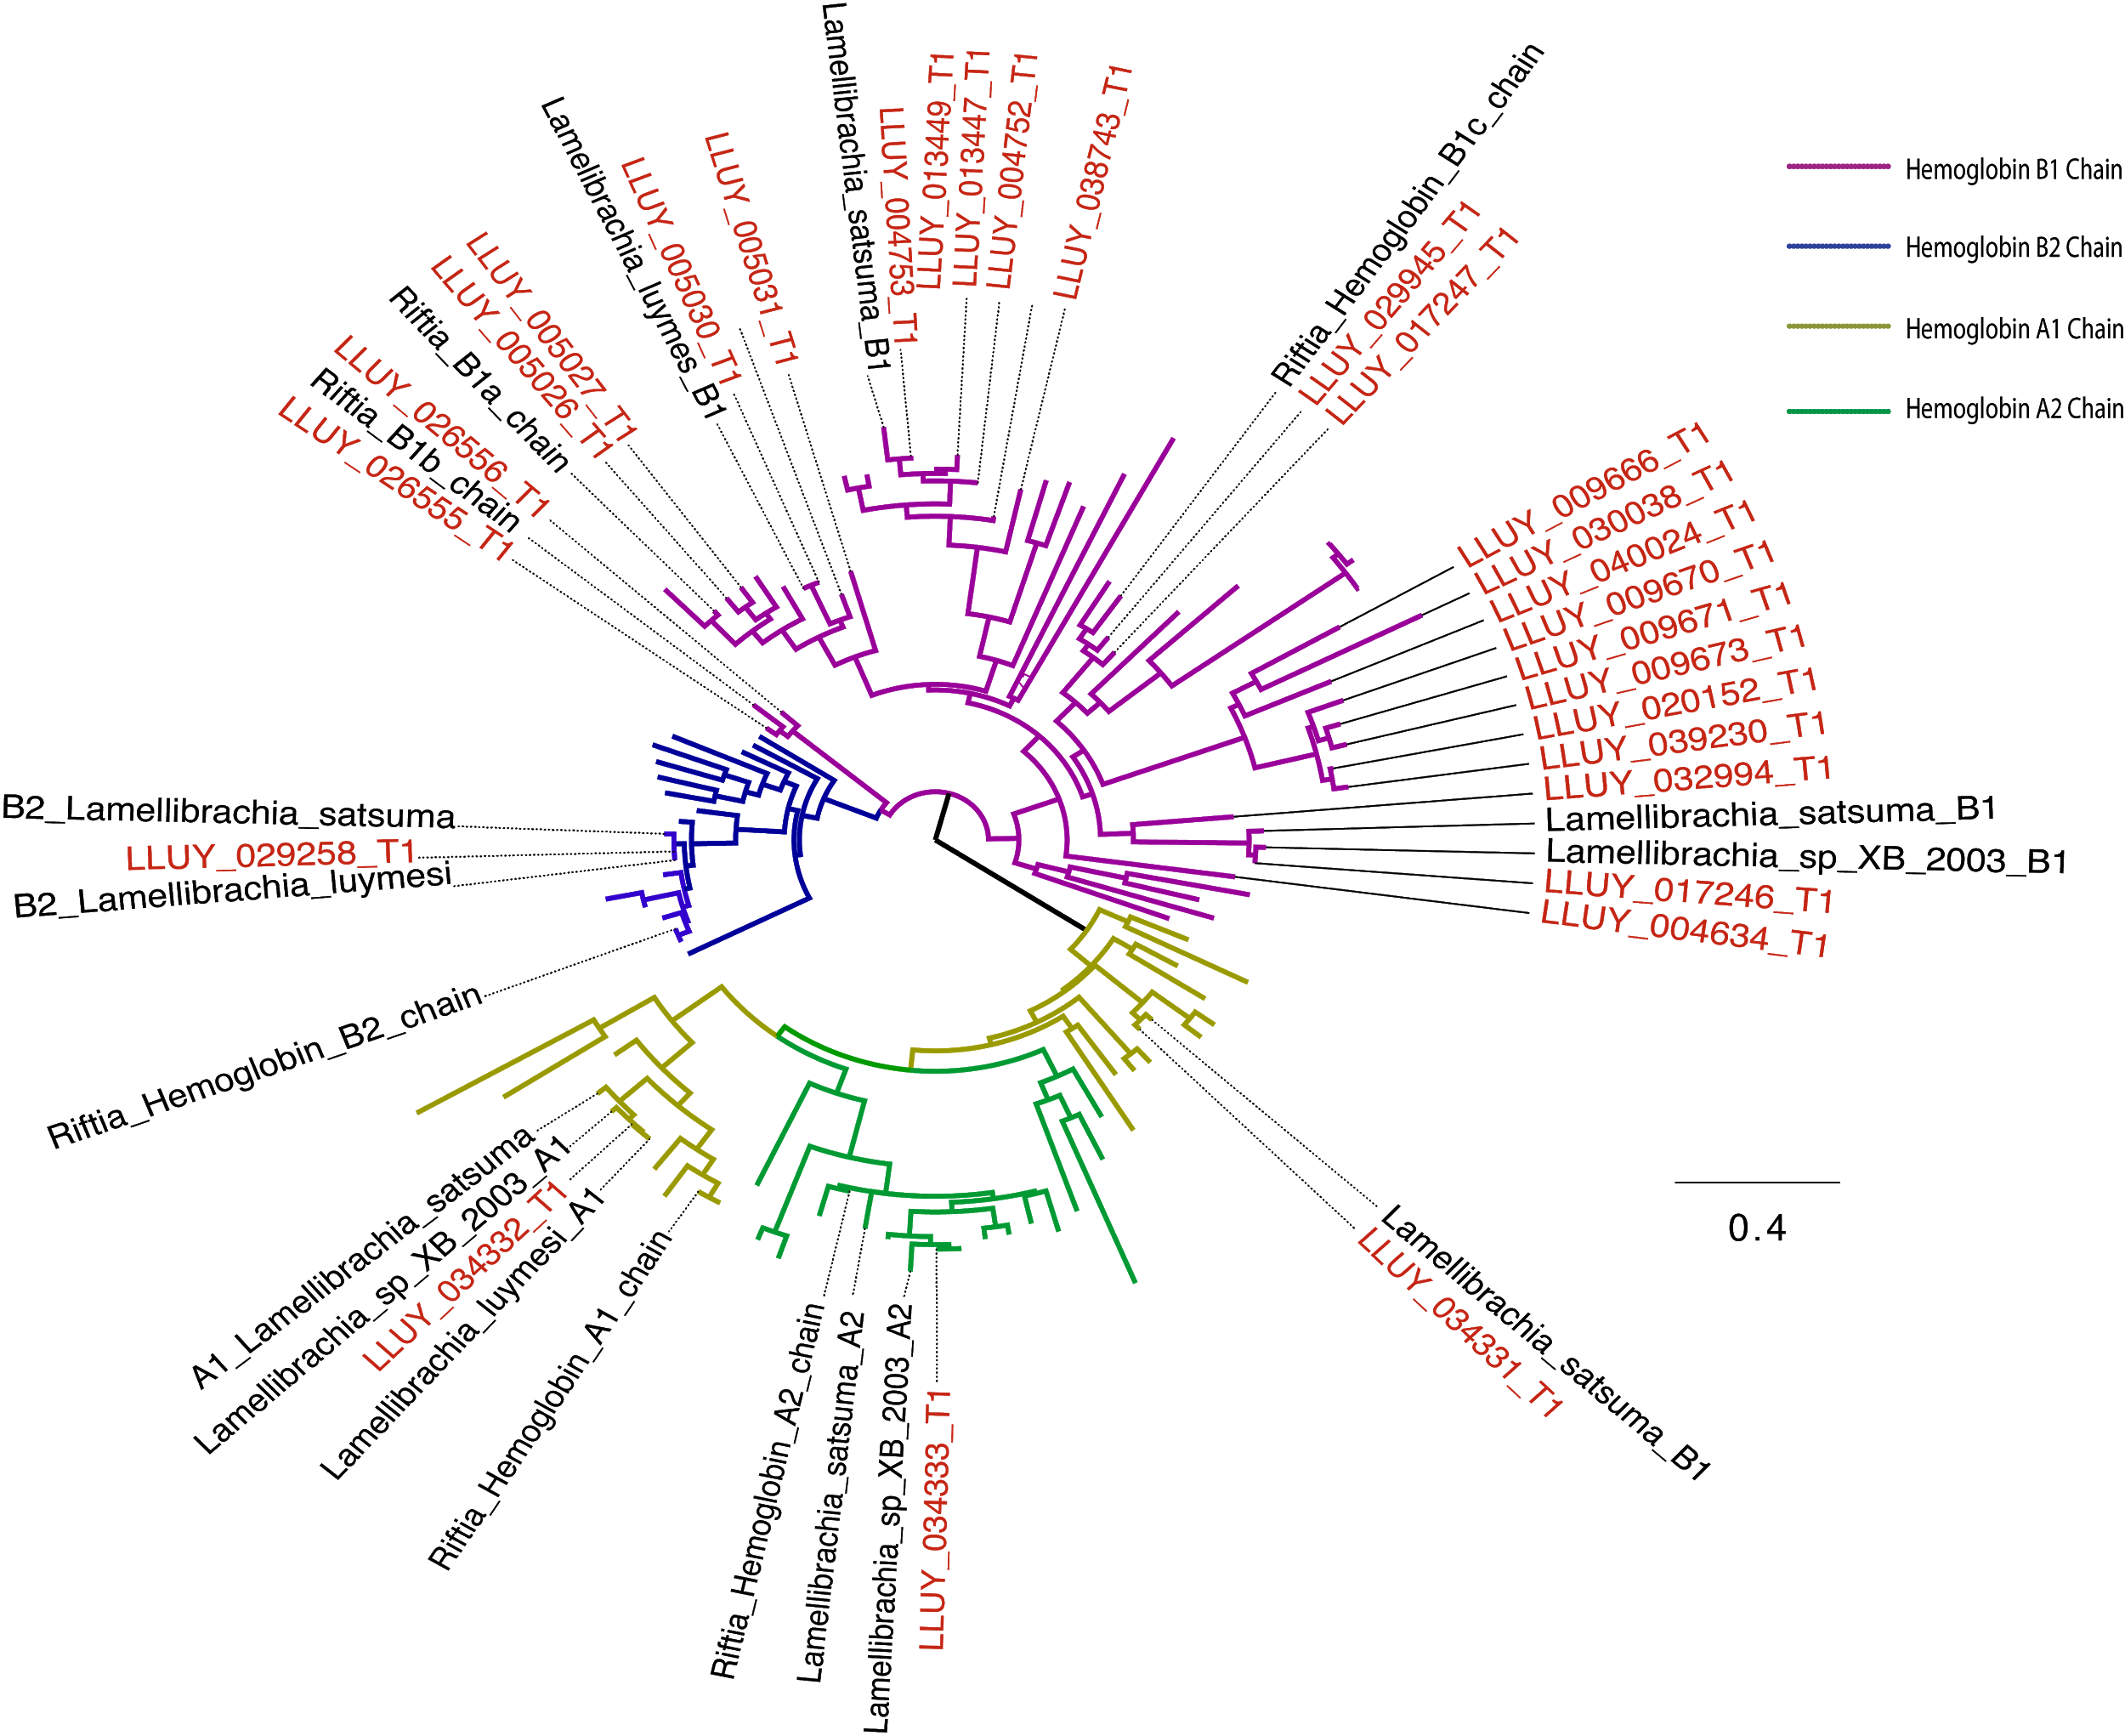 Lamellibrachia_satsuma_B1
LLUY_004753_T1
LLUY_013449_T1
LLUY_013447_T1
LLUY_004752_T1
LLUY_038743_T1
Riftia_Hemoglobin_B1c_chain
LLUY_029945_T1
LLUY_017247_T1
Hemoglobin B1 Chain
Hemoglobin B2 Chain
Hemoglobin A1 Chain
Hemoglobin A2 Chain
LLUY_005031_T1
LLUY_005030_T1
Lamellibrachia_luymes_B1
LLUY_005027_T1
LLUY_005026_T1
Riftia_B1a_chain
LLUY_026556_T1
Riftia_B1b_chain
LLUY_026555_T1
LLUY_009666_T1
LLUY_030038_T1
LLUY_040024_T1
LLUY_009670_T1
LLUY_009671_T1
LLUY_009673_T1
LLUY_020152_T1
LLUY_039230_T1
LLUY_032994_T1
Lamellibrachia_satsuma_B1
Lamellibrachia_sp_XB_2003_B1
LLUY_017246_T1
LLUY_004634_T1
B2_Lamellibrachia_satsuma
LLUY_029258_T1
B2_Lamellibrachia_luymesi
Riftia_Hemoglobin_B2_chain
A1_Lamellibrachia_satsuma
Lamellibrachia_sp_XB_2003_A1
LLUY_034332_T1
Lamellibrachia_luymesi_A1
Riftia_Hemoglobin_A1_chain
Riftia_Hemoglobin_A2_chain
Lamellibrachia_satsuma_A2
Lamellibrachia_sp_XB_2003_A2
LLUY_034333_T1
Lamellibrachia_satsuma_B1
LLUY_034331_T1
0.4